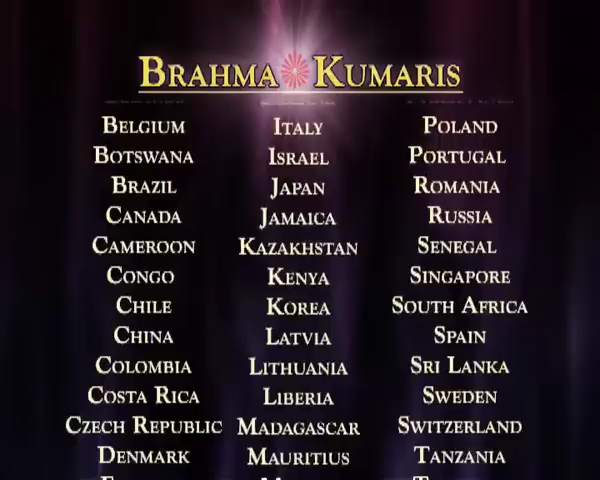 BRAHMA KUMARIS
BELGIUM ITALY POLAND
BOTSWANA ISRAEL PORTUGAL
BRAZIL JAPAN ROMANIA
CANADA JAMAICA RUSSIA
CAMEROON KAZAKHSTAN SENEGAL
CONGO KENYA SINGAPORE
CHILE KOREA SOUTH AFRICA
CHINA LATVIA SPAIN
COLOMBIA LITHUANIA SRI LANKA
COSTA RICA LIBERIA SWEDEN
CZECH REPUBLIC MADAGASCAR SWITZERLAND
DENMARK MAURITIUS TANZANIA